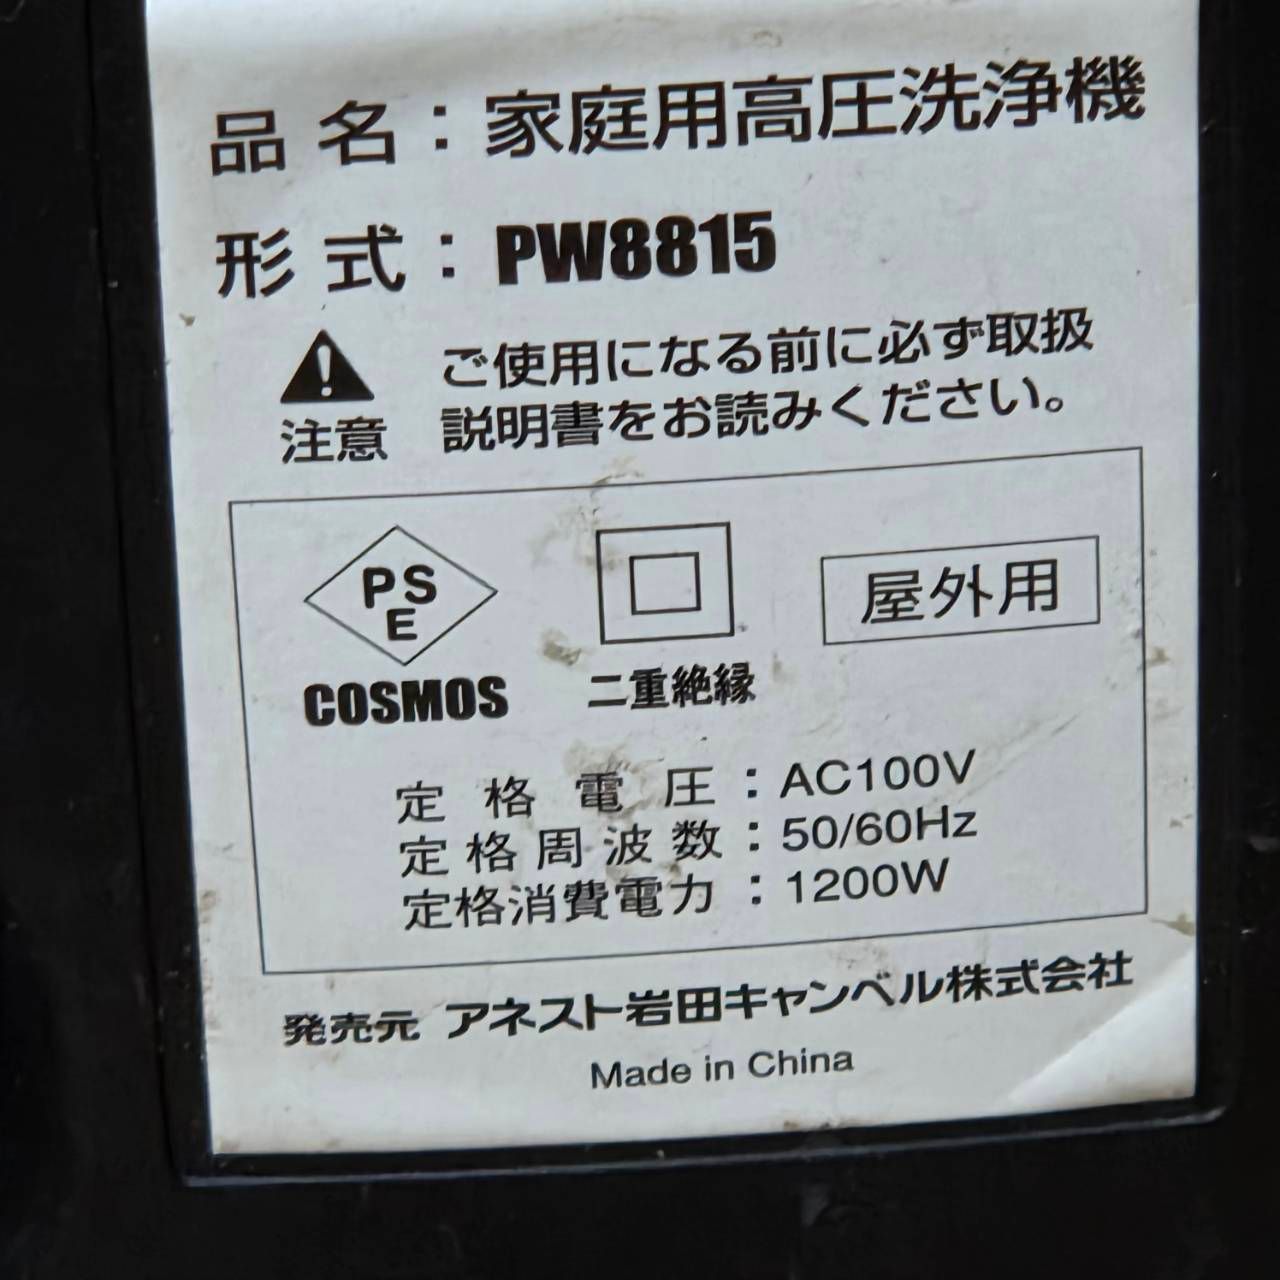 品名：家庭用高圧洗浄機
形式：PW8815
ご使用になる前に必ず取扱
説明書をお読みください。
注意
PSE
COSMOS
二重絶縁
屋外用
定格電圧：AC100V
定格周波数：50/60Hz
定格消費電力：1200W
発売元 アネスト岩田キャンベル株式会社
Made in China